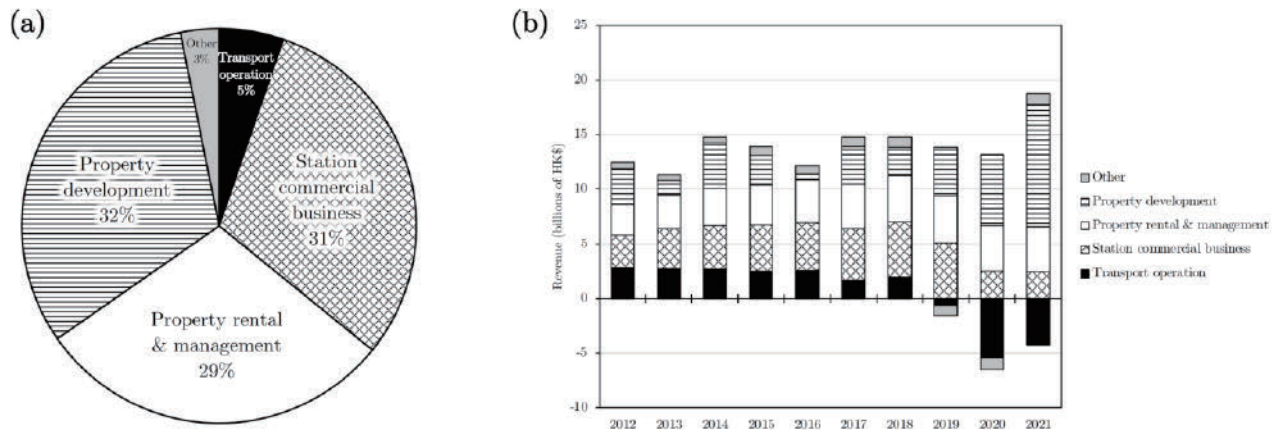 (a)
Other
3%
Transport
operation
5%
Station
commercial
business
31%
Property
development
32%
Property rental
& management
29%
(b)
Revenue (billions of HK$)
25
20
15
10
5
0
-5
-10
2012 2013 2014 2015 2016 2017 2018 2019 2020 2021
Other
Property development
Property rental & management
Station commercial business
Transport operation